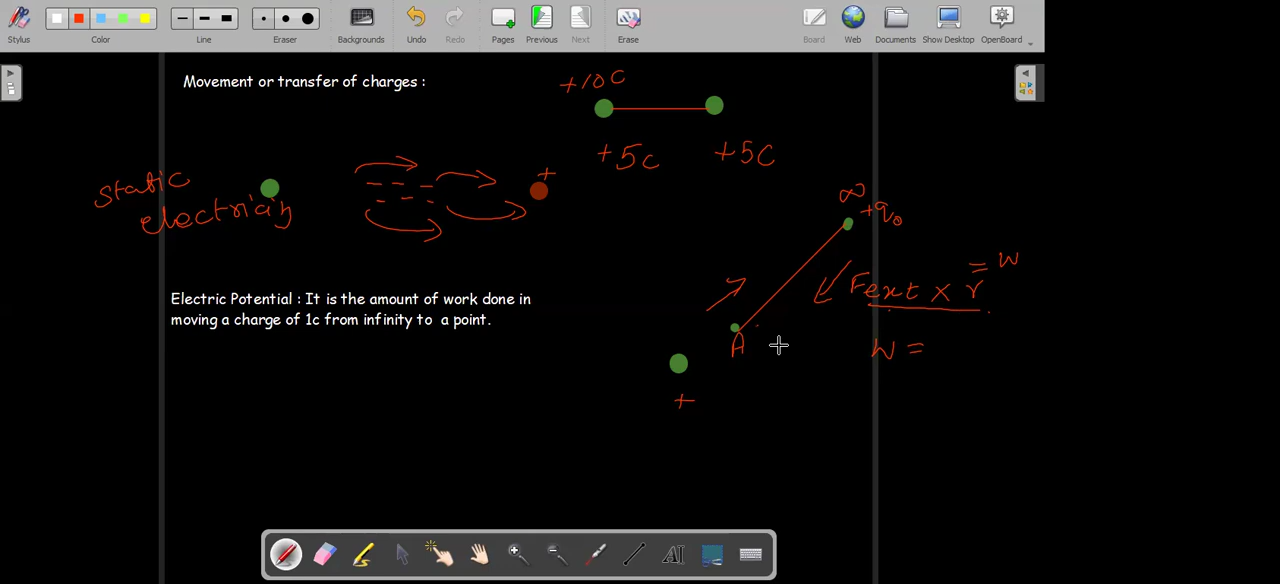 Stylus Color Line Eraser Backgrounds Undo Redo Pages Previous Next Erase Board Web Documents Show Desktop OpenBoard
Movement or transfer of charges :
+10C
+5C +5C
Static
electricity
- - -
- - -
+
∞
+q₀
Electric Potential : It is the amount of work done in
moving a charge of 1c from infinity to a point.
= W
Fext × r
A
W =
+
AI